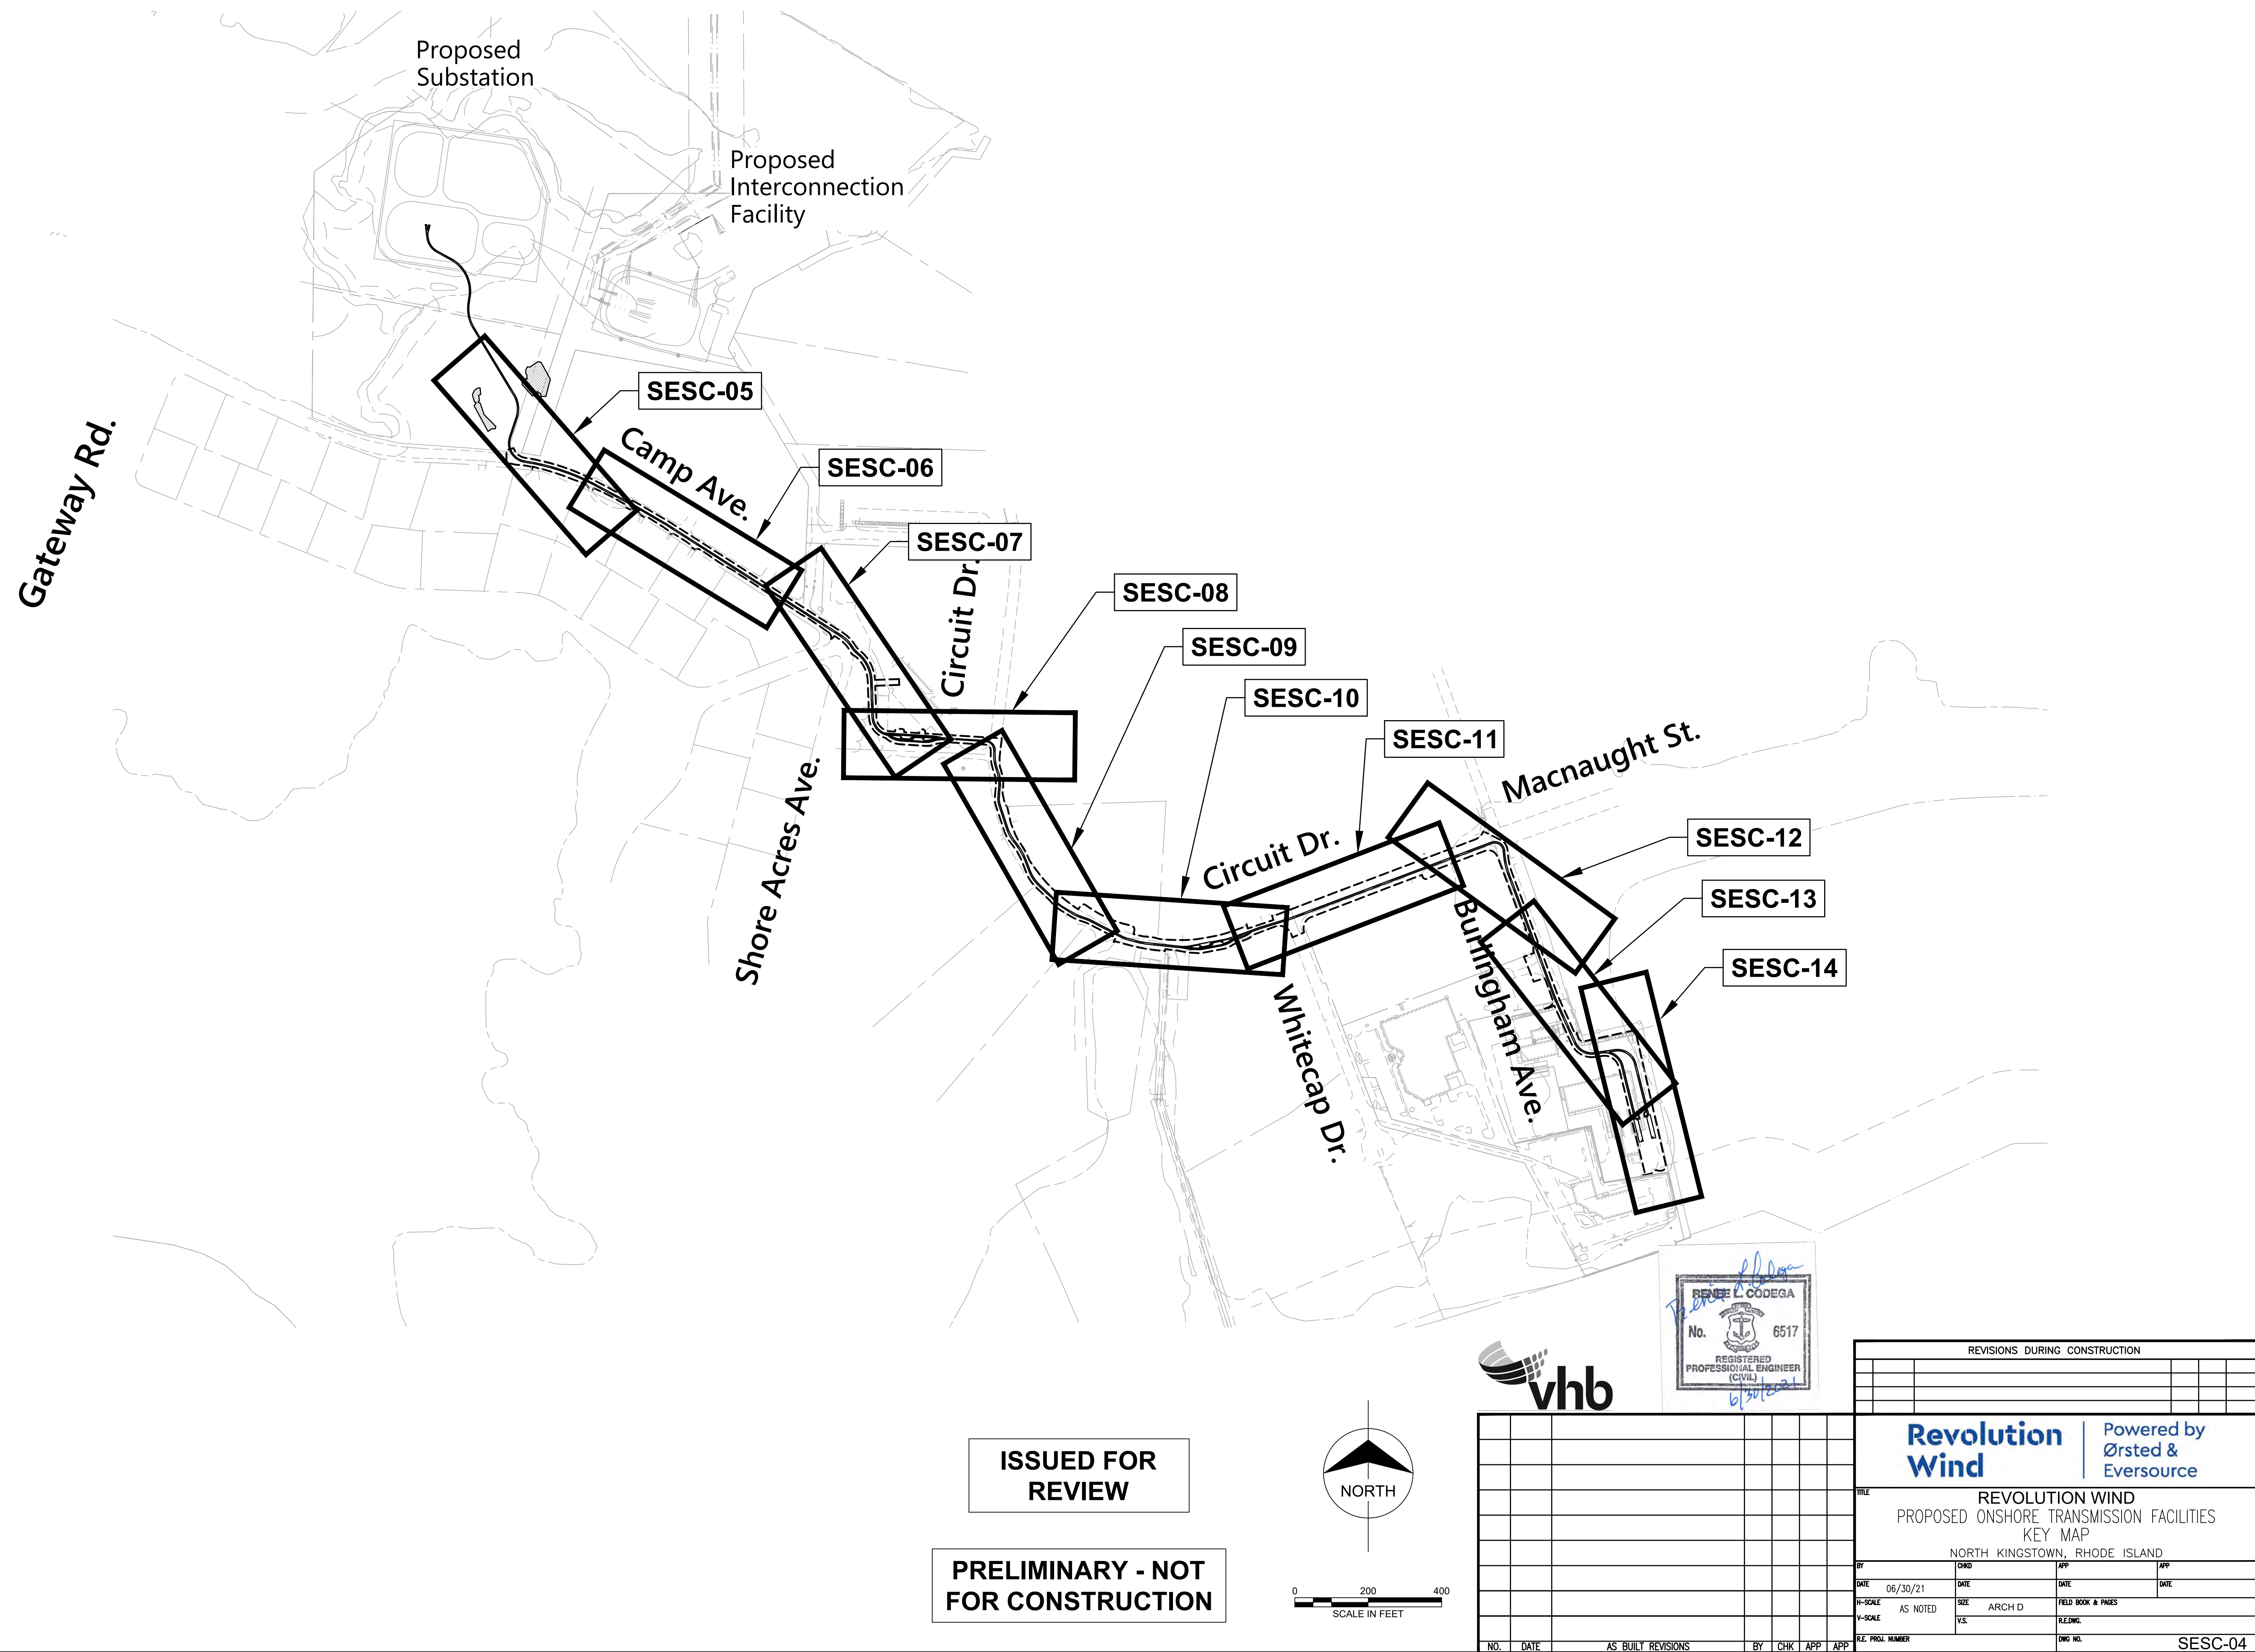 Proposed
Substation
Proposed
Interconnection
Facility
Gateway Rd.
SESC-05
Camp Ave.
SESC-06
SESC-07
Circuit Dr.
SESC-08
SESC-09
SESC-10
SESC-11
Macnaught St.
Shore Acres Ave.
Circuit Dr.
SESC-12
SESC-13
Burlingham Ave.
SESC-14
Whitecap Dr.
Renee L. Codega
RENEE L. CODEGA
No. 6517
REGISTERED
PROFESSIONAL ENGINEER
(CIVIL)
6/30/2021
vhb
ISSUED FOR
REVIEW
PRELIMINARY - NOT
FOR CONSTRUCTION
NORTH
0 200 400
SCALE IN FEET
REVISIONS DURING CONSTRUCTION
Revolution
Wind
Powered by
Ørsted &
Eversource
TITLE
REVOLUTION WIND
PROPOSED ONSHORE TRANSMISSION FACILITIES
KEY MAP
NORTH KINGSTOWN, RHODE ISLAND
BY CHKD APP APP
DATE 06/30/21 DATE DATE DATE
H-SCALE AS NOTED SIZE ARCH D FIELD BOOK & PAGES
V-SCALE V.S. R.E.DWG.
R.E. PROJ. NUMBER DWG NO. SESC-04
NO. DATE AS BUILT REVISIONS BY CHK APP APP